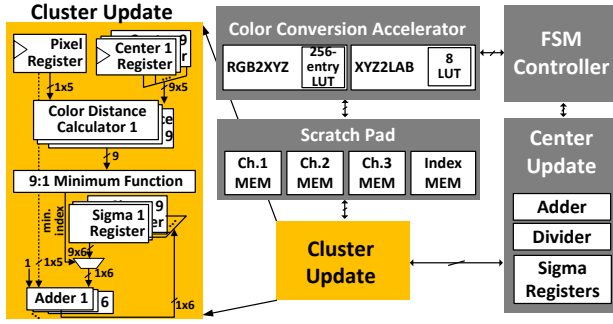 Cluster Update
Pixel
Register
Center 1
Register
9
1x5
9x5
Color Distance
Calculator 1
9
9
9:1 Minimum Function
min.
index
Sigma 1
Register
9
9x6
1
1x5
1x6
Adder 1
6
1x6
Color Conversion Accelerator
RGB2XYZ
256-
entry
LUT
XYZ2LAB
8
LUT
Scratch Pad
Ch.1
MEM
Ch.2
MEM
Ch.3
MEM
Index
MEM
Cluster
Update
FSM
Controller
Center
Update
Adder
Divider
Sigma
Registers